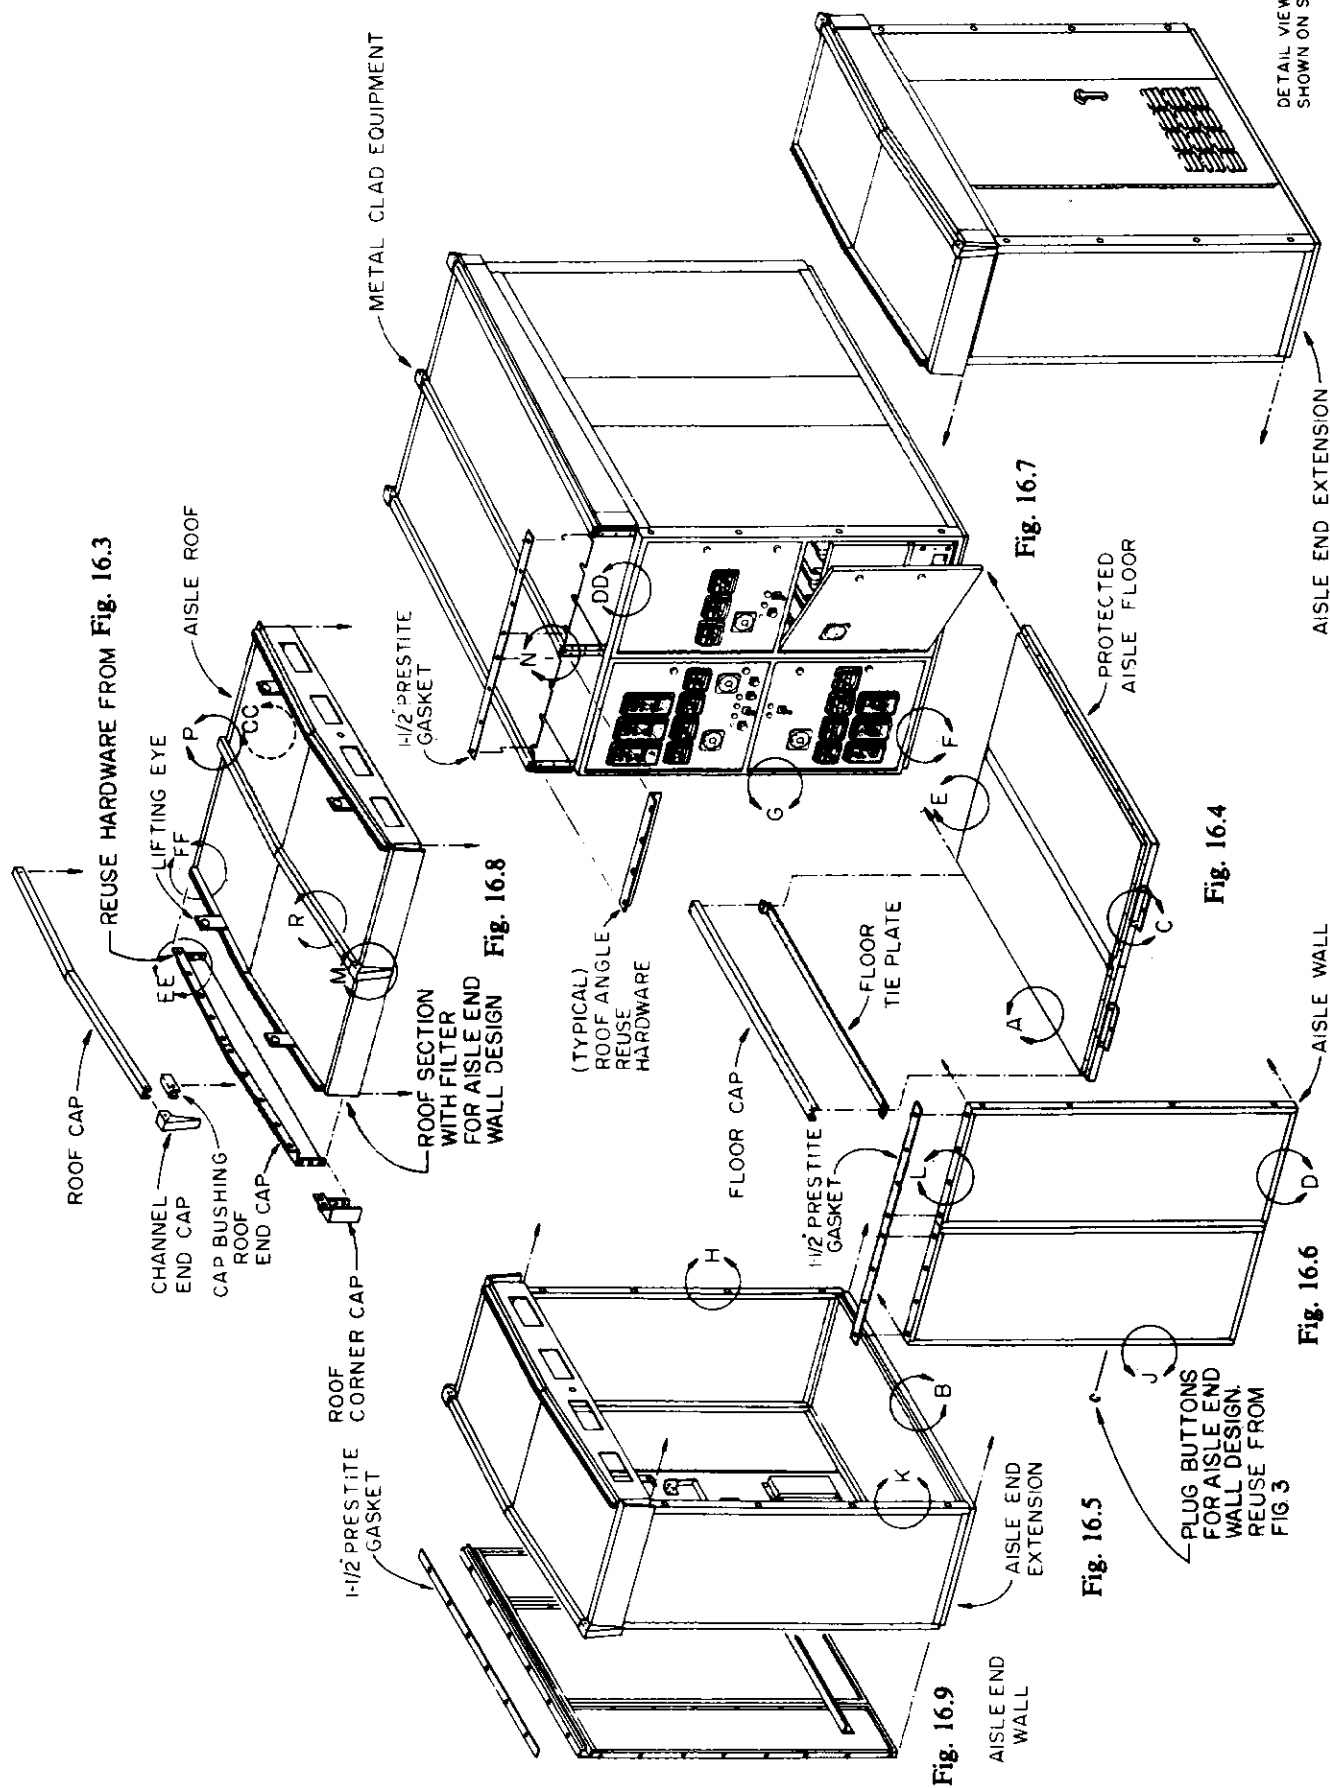 ROOF CAP
CHANNEL
END CAP
CAP BUSHING
ROOF
END CAP
ROOF
CORNER CAP
REUSE HARDWARE FROM Fig. 16.3
EE
LIFTING EYE
FF
P
CC
AISLE ROOF
R
M
ROOF SECTION
WITH FILTER
FOR AISLE END
WALL DESIGN
Fig. 16.8
METAL CLAD EQUIPMENT
1-1/2" PRESTITE
GASKET
N
DD
G
F
(TYPICAL)
ROOF ANGLE
REUSE
HARDWARE
Fig. 16.7
DETAIL VIEW
SHOWN ON S
AISLE END EXTENSION
FLOOR CAP
FLOOR
TIE PLATE
E
A
C
PROTECTED
AISLE FLOOR
Fig. 16.4
1-1/2" PRESTITE
GASKET
H
B
K
AISLE END
EXTENSION
Fig. 16.5
1-1/2" PRESTITE
GASKET
L
D
J
AISLE WALL
Fig. 16.6
PLUG BUTTONS
FOR AISLE END
WALL DESIGN.
REUSE FROM
FIG.3
Fig. 16.9
AISLE END
WALL